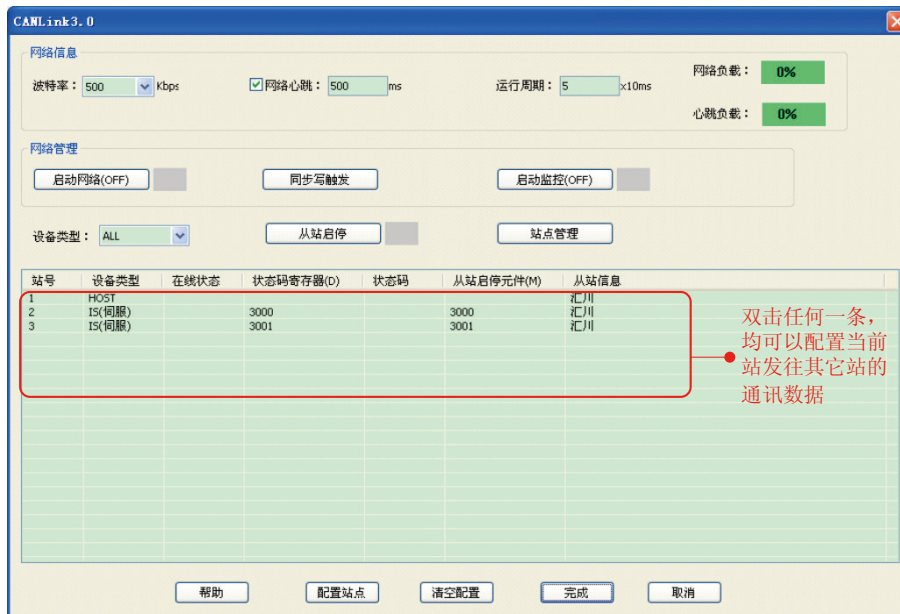 CANLink3.0
网络信息
波特率： 500 Kbps 网络心跳： 500 ms 运行周期： 5 x10ms 网络负载： 0%
心跳负载： 0%
网络管理
启动网络(OFF) 同步写触发 启动监控(OFF)
设备类型： ALL 从站启停 站点管理
站号 设备类型 在线状态 状态码寄存器(D) 状态码 从站启停元件(M) 从站信息
1 HOST 汇川
2 IS(伺服) 3000 3000 汇川
3 IS(伺服) 3001 3001 汇川
双击任何一条，
均可以配置当前
站发往其它站的
通讯数据
帮助 配置站点 清空配置 完成 取消